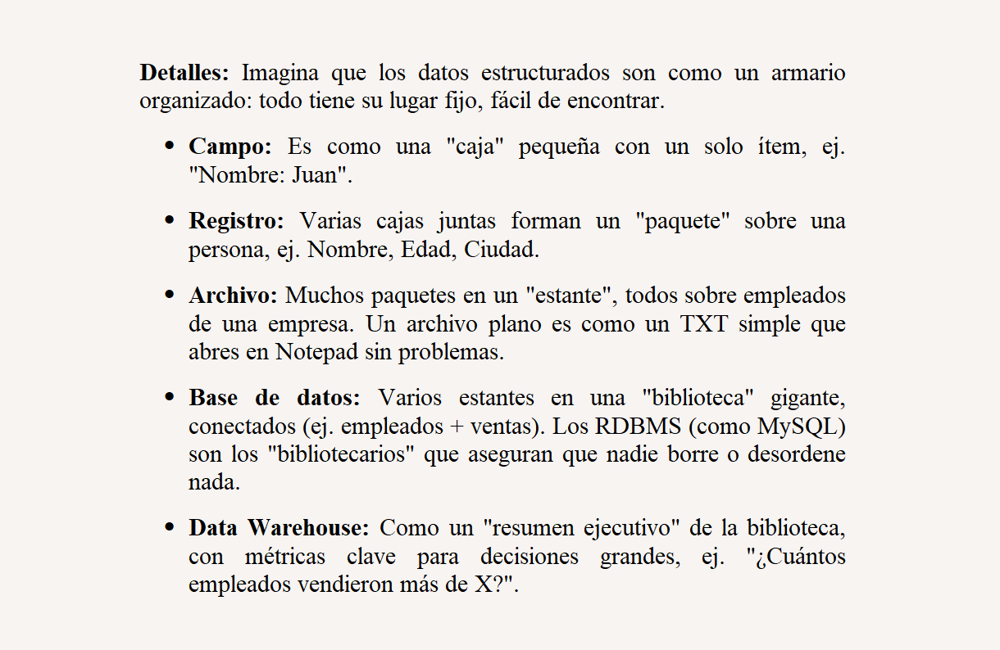 Detalles: Imagina que los datos estructurados son como un armario
organizado: todo tiene su lugar fijo, fácil de encontrar.
• Campo: Es como una "caja" pequeña con un solo ítem, ej.
"Nombre: Juan".
• Registro: Varias cajas juntas forman un "paquete" sobre una
persona, ej. Nombre, Edad, Ciudad.
• Archivo: Muchos paquetes en un "estante", todos sobre empleados
de una empresa. Un archivo plano es como un TXT simple que
abres en Notepad sin problemas.
• Base de datos: Varios estantes en una "biblioteca" gigante,
conectados (ej. empleados + ventas). Los RDBMS (como MySQL)
son los "bibliotecarios" que aseguran que nadie borre o desordene
nada.
• Data Warehouse: Como un "resumen ejecutivo" de la biblioteca,
con métricas clave para decisiones grandes, ej. "¿Cuántos
empleados vendieron más de X?".